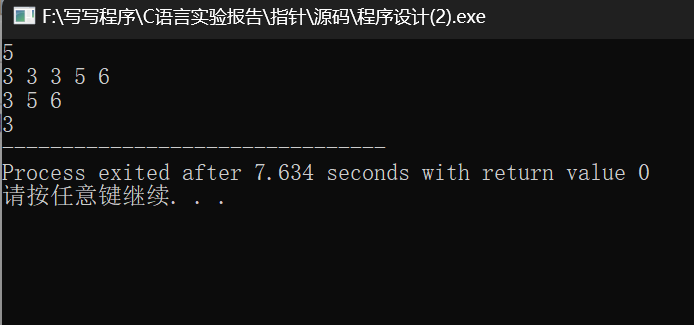 F:\写写程序\C语言实验报告\指针\源码\程序设计(2).exe
5
3 3 3 5 6
3 5 6
3
--------------------------------
Process exited after 7.634 seconds with return value 0
请按任意键继续. . .